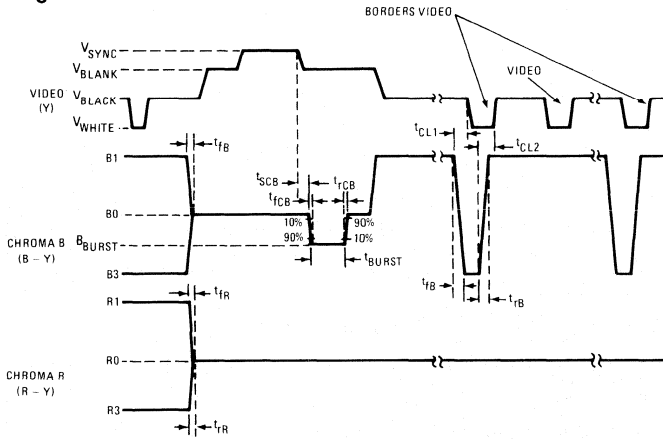 BORDERS VIDEO
VIDEO
VIDEO
(Y)
VSYNC
VBLANK
VBLACK
VWHITE
tCL1
tCL2
tfB
tSCB
tfCB
trCB
10%
90%
90%
10%
tBURST
tfB
trB
CHROMA B
(B – Y)
B1
B0
BBURST
B3
tfR
CHROMA R
(R – Y)
R1
R0
R3
trR